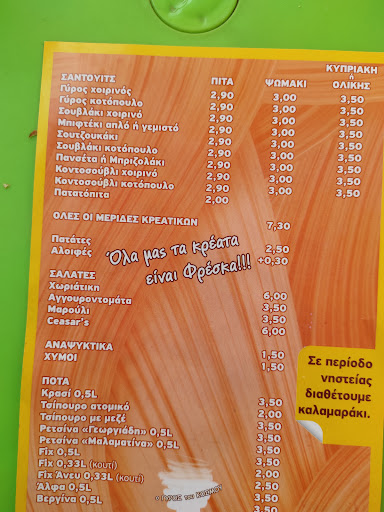 ΣΑΝΤΟΥΙΤΣ ΠΙΤΑ ΨΩΜΑΚΙ ΚΥΠΡΙΑΚΗ ή ΟΛΙΚΗΣ
Γύρος χοιρινός 2,90 3,00 3,50
Γύρος κοτόπουλο 2,90 3,00 3,50
Σουβλάκι χοιρινό 2,90 3,00 3,50
Μπιφτέκι απλό ή γεμιστό 2,90 3,00 3,50
Σουτζουκάκι 2,90 3,00 3,50
Σουβλάκι κοτόπουλο 2,90 3,00 3,50
Πανσέτα ή Μπριζολάκι 2,90 3,00 3,50
Κοντοσούβλι χοιρινό 2,90 3,00 3,50
Κοντοσούβλι κοτόπουλο 2,90 3,00 3,50
Πατατόπιτα 2,00
ΟΛΕΣ ΟΙ ΜΕΡΙΔΕΣ ΚΡΕΑΤΙΚΩΝ 7,30
Πατάτες 2,50
Αλοιφές +0,30
Όλα μας τα κρέατα
είναι Φρέσκα!!!
ΣΑΛΑΤΕΣ
Χωριάτικη 6,00
Αγγουροντομάτα 3,50
Μαρούλι 3,50
Ceasar's 6,00
ΑΝΑΨΥΚΤΙΚΑ 1,50
ΧΥΜΟΙ 1,50
ΠΟΤΑ
Κρασί 0,5L 3,50
Τσίπουρο ατομικό 2,00
Τσίπουρο με μεζέ 3,50
Ρετσίνα «Γεωργιάδη» 0,5L 3,50
Ρετσίνα «Μαλαματίνα» 0,5L 3,50
Fix 0,5L 3,50
Fix 0,33L (κουτί) 2,00
Fix Άνευ 0,33L (κουτί) 2,00
Άλφα 0,5L
Βεργίνα 0,5L
Σε περίοδο
νηστείας
διαθέτουμε
καλαμαράκι.